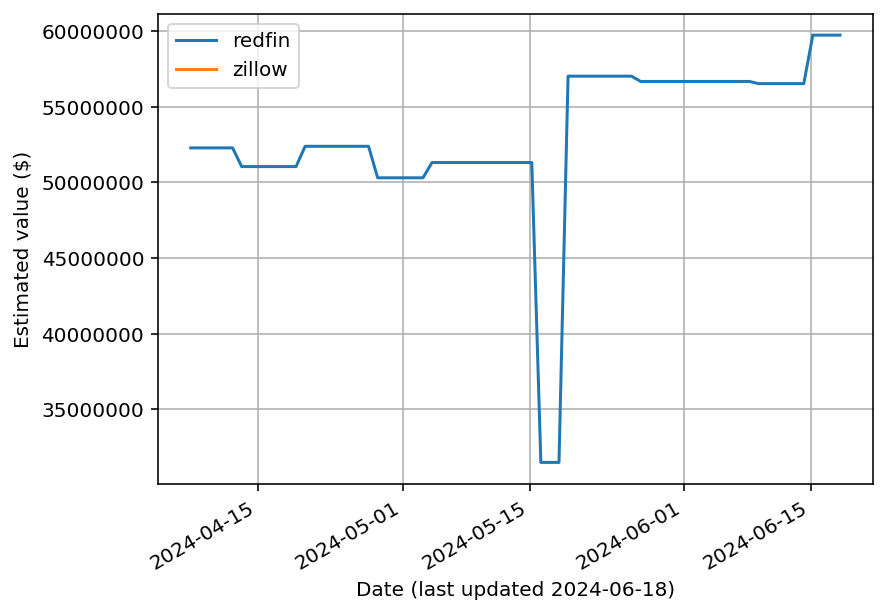 redfin
zillow
60000000
55000000
50000000
45000000
40000000
35000000
Estimated value ($)
2024-04-15
2024-05-01
2024-05-15
2024-06-01
2024-06-15
Date (last updated 2024-06-18)